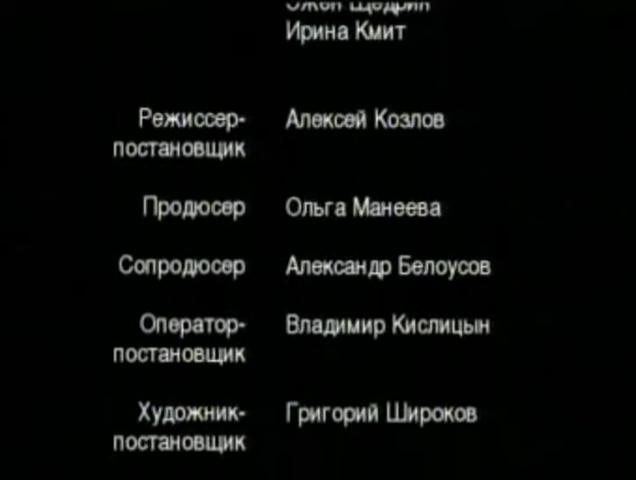 Ирина Кмит
Режиссер- Алексей Козлов
постановщик
Продюсер Ольга Манеева
Сопродюсер Александр Белоусов
Оператор- Владимир Кислицын
постановщик
Художник- Григорий Широков
постановщик